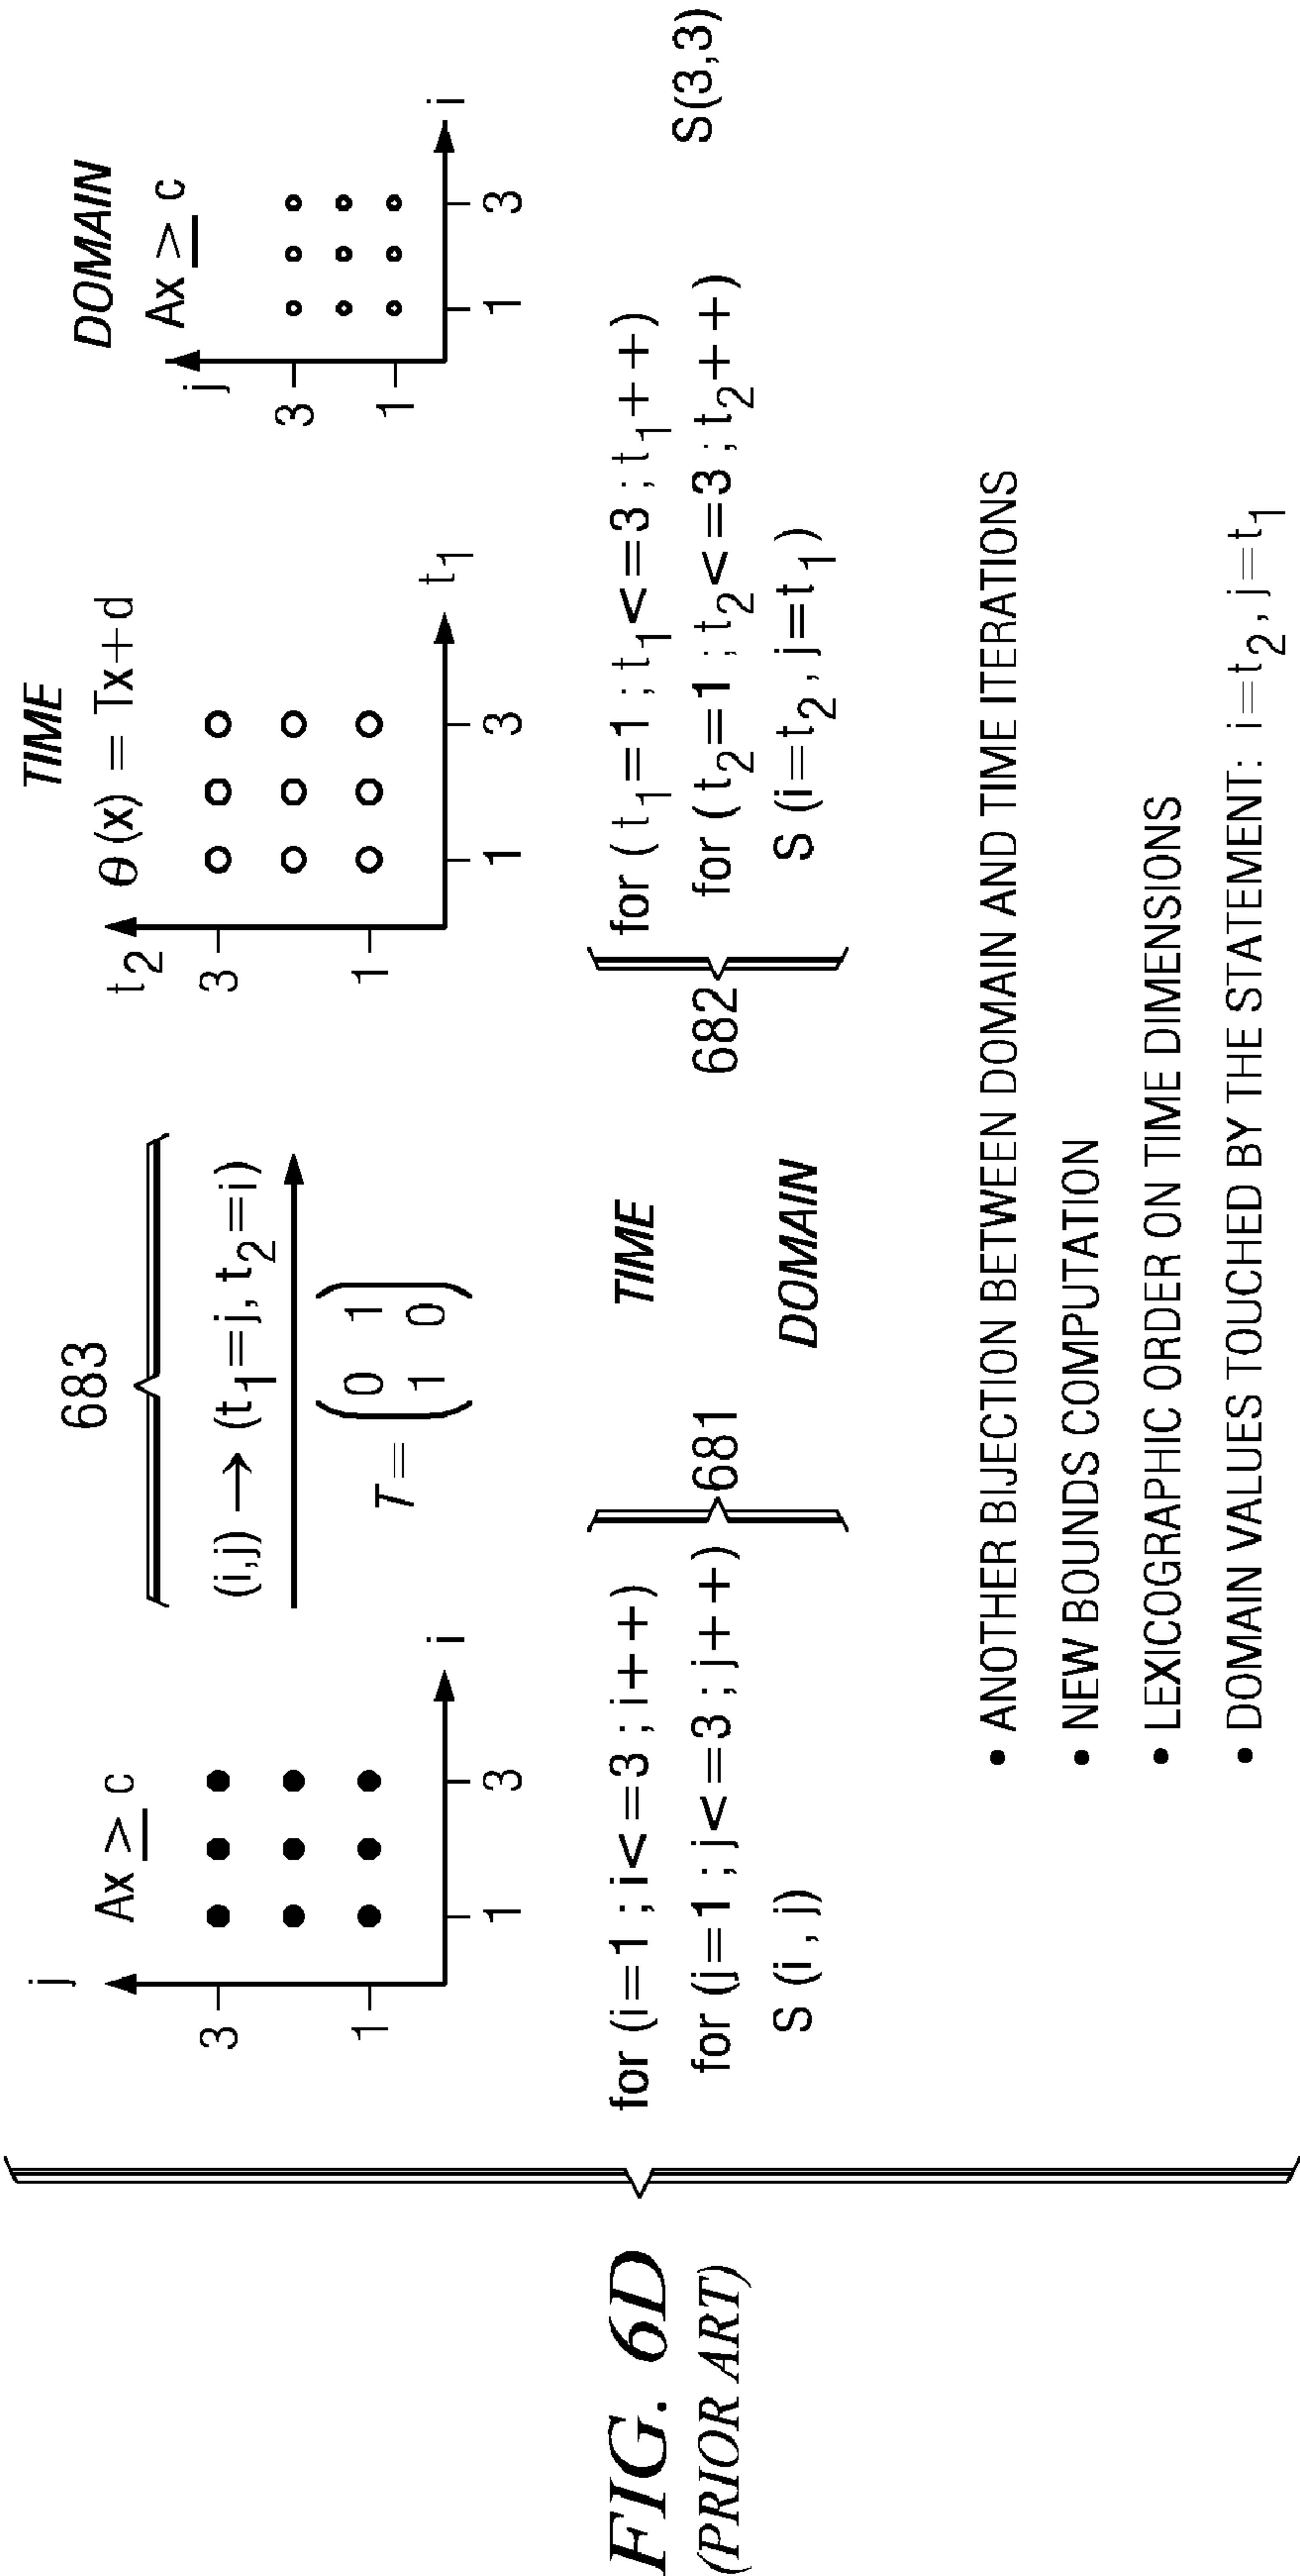 FIG. 6D
(PRIOR ART)
683
TIME
DOMAIN
Ax ≥ c
(i,j) → (t₁=j, t₂=i)
θ(x) = Tx+d
Ax ≥ c
j
3
1
1
3
i
T = ( 0 1
1 0 )
t₂
3
1
1
3
t₁
j
3
1
1
3
i
for (i=1 ; i<=3 ; i++)
for (j=1 ; j<=3 ; j++)
S (i , j)
681
TIME
DOMAIN
682
for (t₁=1 ; t₁<=3 ; t₁++)
for (t₂=1 ; t₂<=3 ; t₂++)
S (i=t₂ , j=t₁)
S(3,3)
• ANOTHER BIJECTION BETWEEN DOMAIN AND TIME ITERATIONS
• NEW BOUNDS COMPUTATION
• LEXICOGRAPHIC ORDER ON TIME DIMENSIONS
• DOMAIN VALUES TOUCHED BY THE STATEMENT: i=t₂ , j=t₁